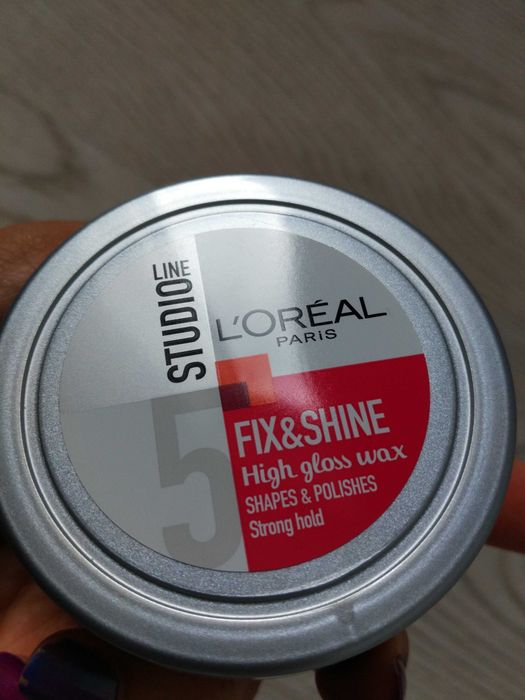 STUDIO
LINE
L'ORÉAL
PARIS
5
FIX&SHINE
High gloss wax
SHAPES & POLISHES
Strong hold